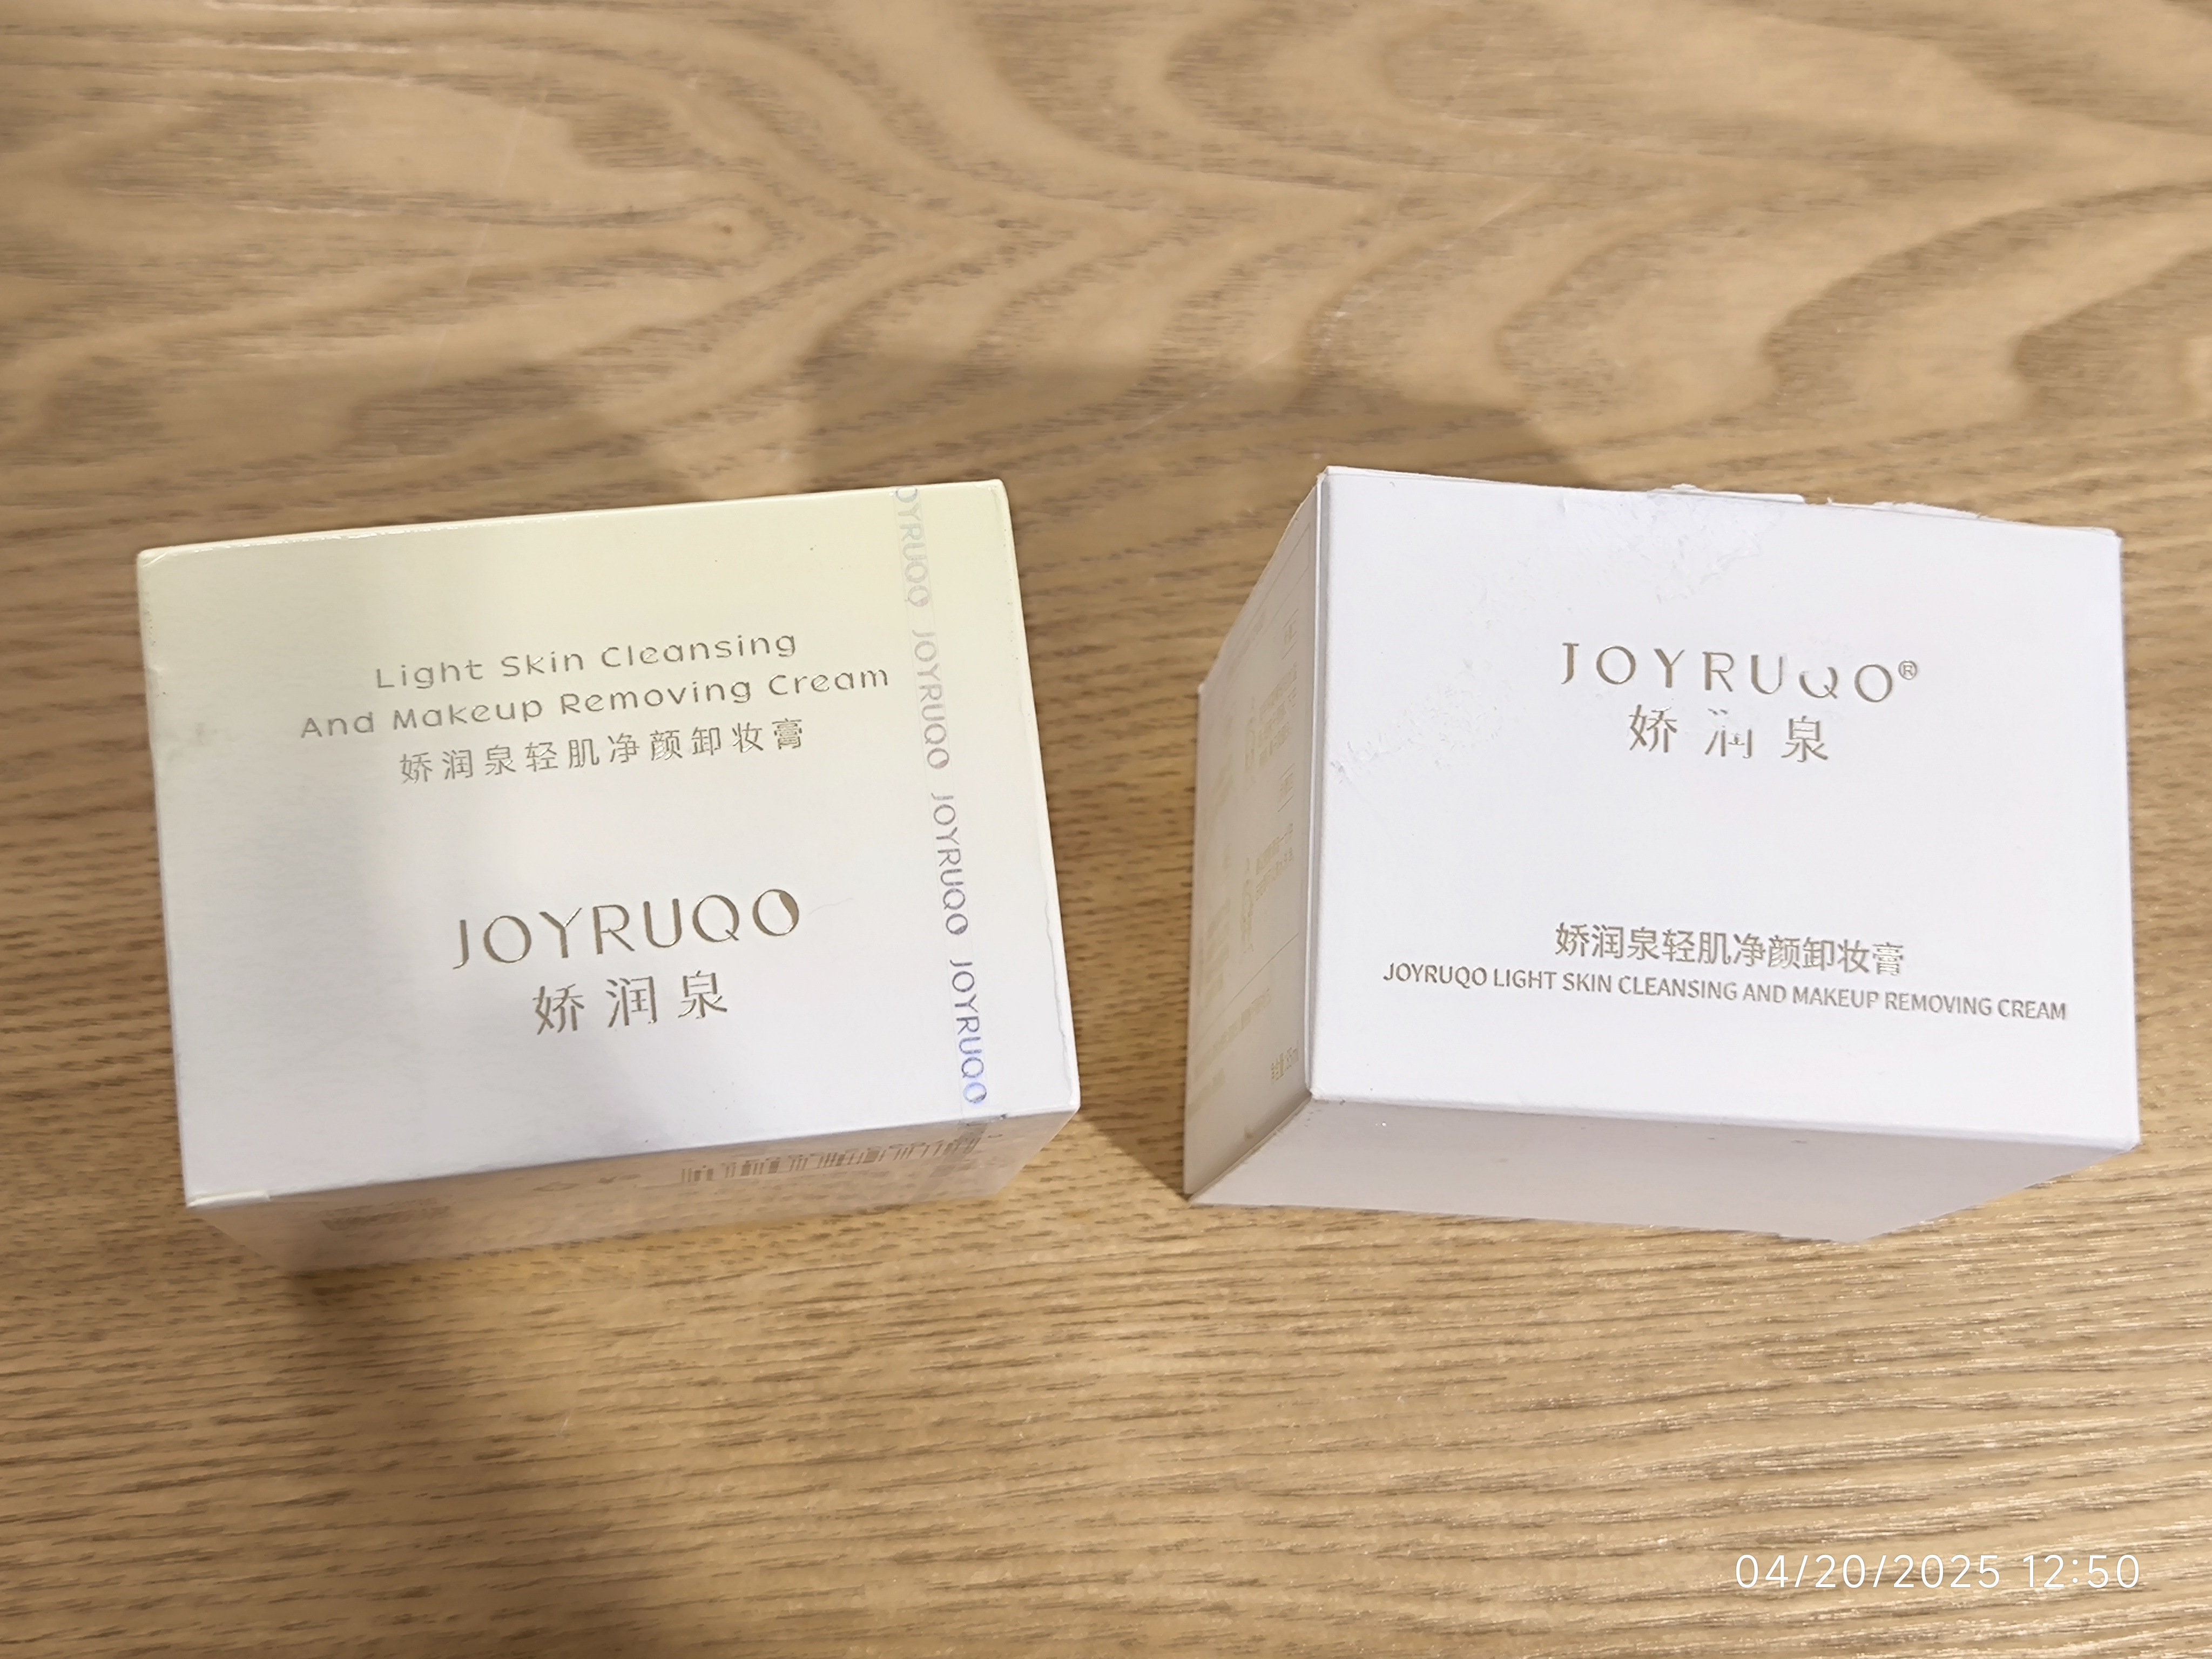 Light Skin Cleansing
And Makeup Removing Cream
娇润泉轻肌净颜卸妆膏
JOYRUQO
娇润泉
JOYRUQO JOYRUQO JOYRUQO JOYRUQO
JOYRUQO®
娇润泉
娇润泉轻肌净颜卸妆膏
JOYRUQO LIGHT SKIN CLEANSING AND MAKEUP REMOVING CREAM
04/20/2025 12:50